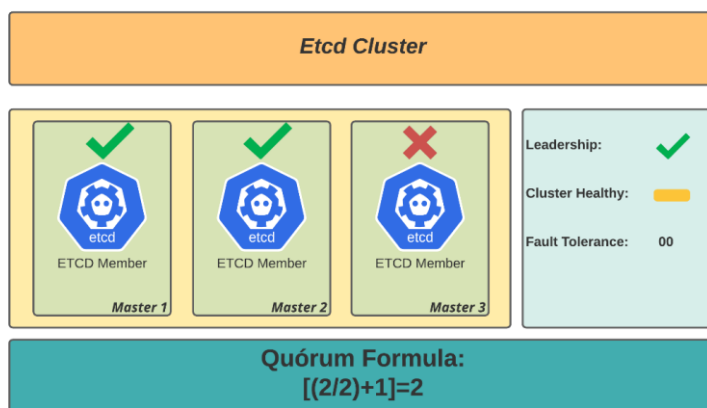 Etcd Cluster
etcd
ETCD Member
Master 1
etcd
ETCD Member
Master 2
etcd
ETCD Member
Master 3
Leadership:
Cluster Healthy:
Fault Tolerance: 00
Quórum Formula:
[(2/2)+1]=2